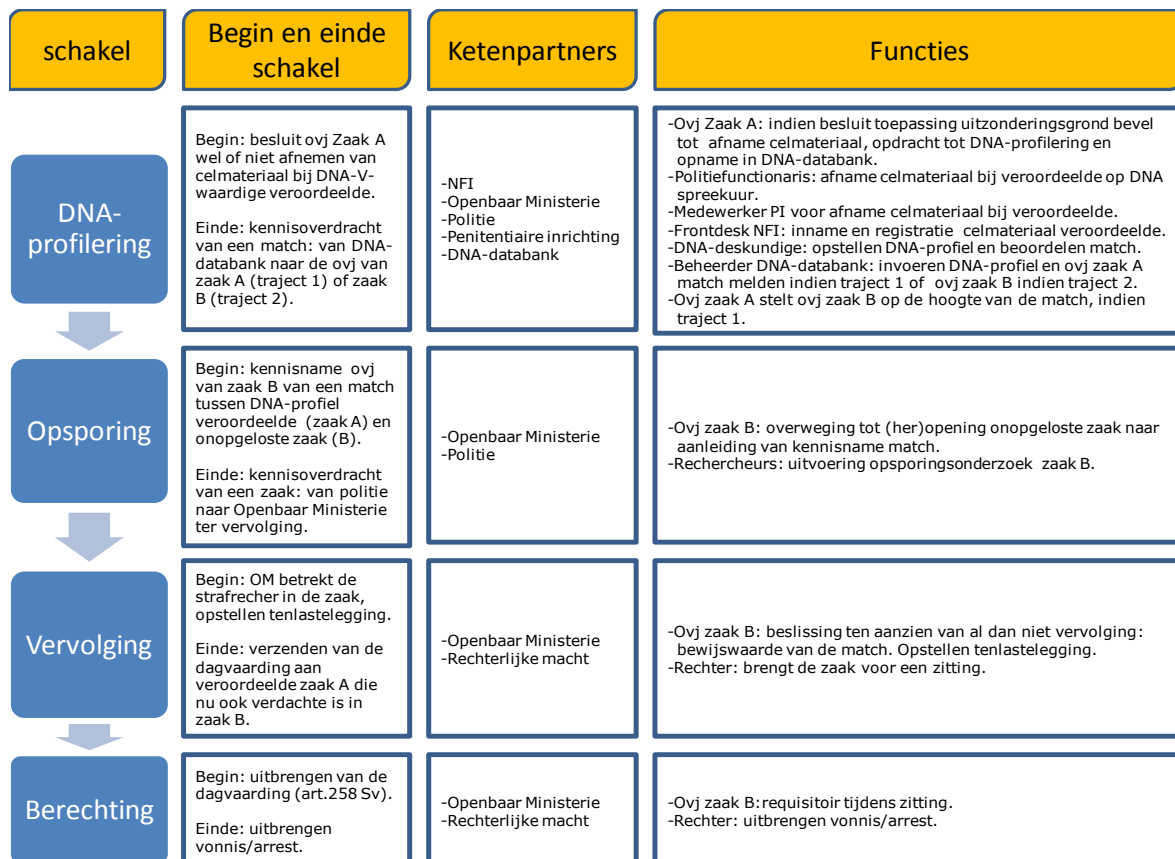 schakel
Begin en einde
schakel
Ketenpartners
Functies
DNA-
profilering
Begin: besluit ovj Zaak A
wel of niet afnemen van
celmateriaal bij DNA-V-
waardige veroordeelde.
Einde: kennisoverdracht
van een match: van DNA-
databank naar de ovj van
zaak A (traject 1) of zaak
B (traject 2).
-NFI
-Openbaar Ministerie
-Politie
-Penitentiaire inrichting
-DNA-databank
-Ovj Zaak A: indien besluit toepassing uitzonderingsgrond bevel
tot afname celmateriaal, opdracht tot DNA-profilering en
opname in DNA-databank.
-Politiefunctionaris: afname celmateriaal bij veroordeelde op DNA
spreekuur.
-Medewerker PI voor afname celmateriaal bij veroordeelde.
-Frontdesk NFI: inname en registratie celmateriaal veroordeelde.
-DNA-deskundige: opstellen DNA-profiel en beoordelen match.
-Beheerder DNA-databank: invoeren DNA-profiel en ovj zaak A
match melden indien traject 1 of ovj zaak B indien traject 2.
-Ovj zaak A stelt ovj zaak B op de hoogte van de match, indien
traject 1.
Opsporing
Begin: kennisname ovj
van zaak B van een match
tussen DNA-profiel
veroordeelde (zaak A) en
onopgeloste zaak (B).
Einde: kennisoverdracht
van een zaak: van politie
naar Openbaar Ministerie
ter vervolging.
-Openbaar Ministerie
-Politie
-Ovj zaak B: overweging tot (her)opening onopgeloste zaak naar
aanleiding van kennisname match.
-Rechercheurs: uitvoering opsporingsonderzoek zaak B.
Vervolging
Begin: OM betrekt de
strafrecher in de zaak,
opstellen tenlastelegging.
Einde: verzenden van de
dagvaarding aan
veroordeelde zaak A die
nu ook verdachte is in
zaak B.
-Openbaar Ministerie
-Rechterlijke macht
-Ovj zaak B: beslissing ten aanzien van al dan niet vervolging:
bewijswaarde van de match. Opstellen tenlastelegging.
-Rechter: brengt de zaak voor een zitting.
Berechting
Begin: uitbrengen van de
dagvaarding (art.258 Sv).
Einde: uitbrengen
vonnis/arrest.
-Openbaar Ministerie
-Rechterlijke macht
-Ovj zaak B:requisitoir tijdens zitting.
-Rechter: uitbrengen vonnis/arrest.